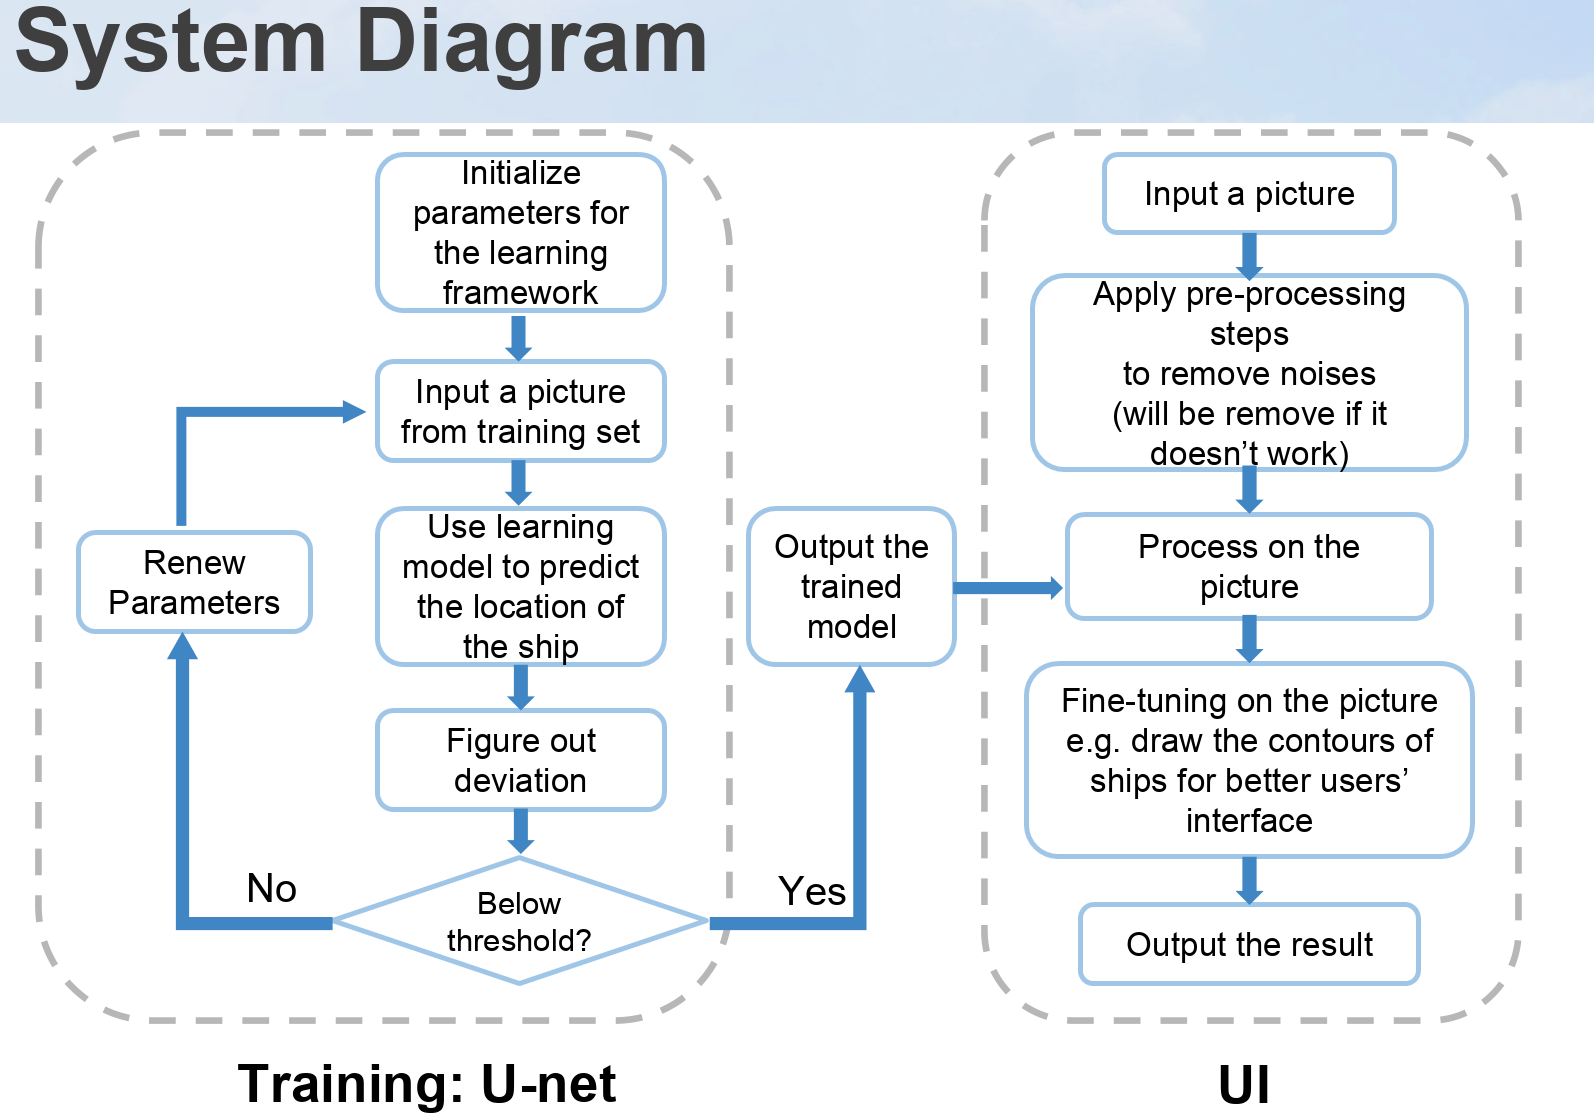 System Diagram
Initialize
parameters for
the learning
framework
Input a picture
from training set
Use learning
model to predict
the location of
the ship
Figure out
deviation
Below
threshold?
No
Renew
Parameters
Yes
Output the
trained
model
Training: U-net
Input a picture
Apply pre-processing
steps
to remove noises
(will be remove if it
doesn’t work)
Process on the
picture
Fine-tuning on the picture
e.g. draw the contours of
ships for better users’
interface
Output the result
UI